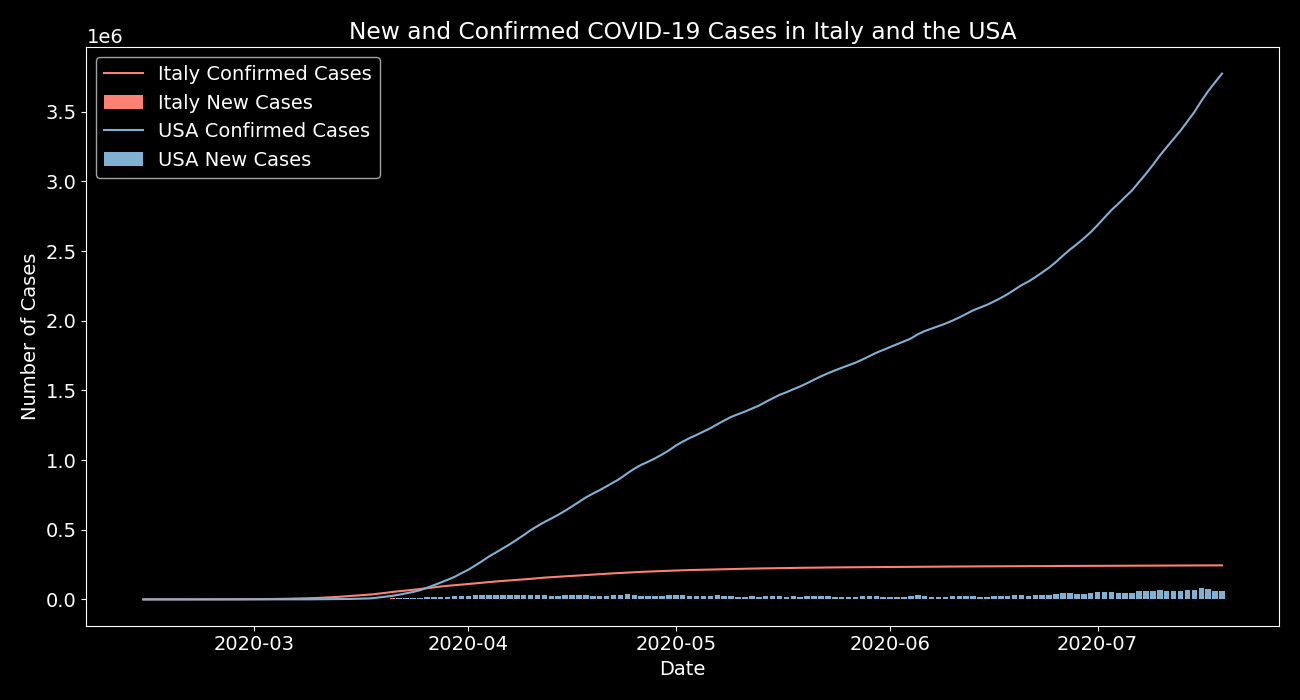 New and Confirmed COVID-19 Cases in Italy and the USA
1e6
Italy Confirmed Cases
Italy New Cases
USA Confirmed Cases
USA New Cases
3.5
3.0
2.5
2.0
1.5
1.0
0.5
0.0
Number of Cases
2020-03 2020-04 2020-05 2020-06 2020-07
Date